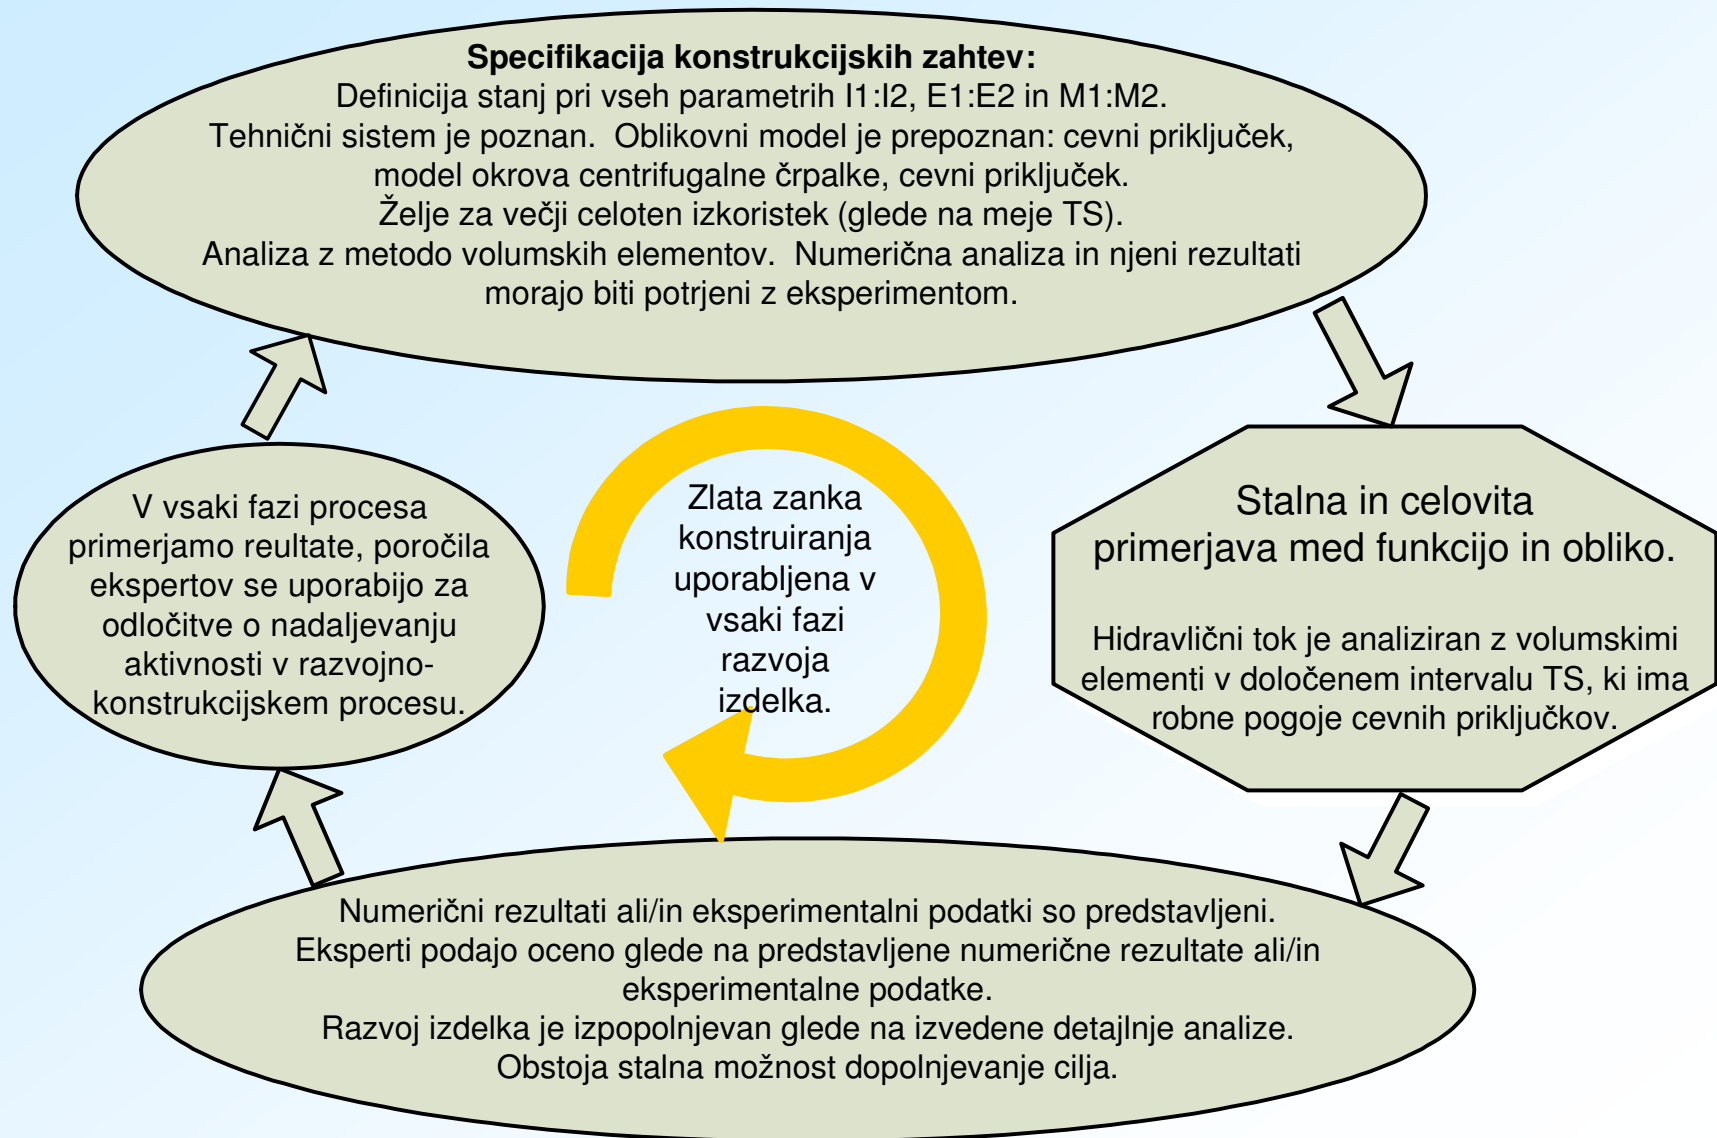 Specifikacija konstrukcijskih zahtev:
Definicija stanj pri vseh parametrih I1:I2, E1:E2 in M1:M2.
Tehnični sistem je poznan.  Oblikovni model je prepoznan: cevni priključek,
model okrova centrifugalne črpalke, cevni priključek.
Želje za večji celoten izkoristek (glede na meje TS).
Analiza z metodo volumskih elementov.  Numerična analiza in njeni rezultati
morajo biti potrjeni z eksperimentom.
V vsaki fazi procesa
primerjamo reultate, poročila
ekspertov se uporabijo za
odločitve o nadaljevanju
aktivnosti v razvojno-
konstrukcijskem procesu.
Zlata zanka
konstruiranja
uporabljena v
vsaki fazi
razvoja
izdelka.
Stalna in celovita
primerjava med funkcijo in obliko.
Hidravlični tok je analiziran z volumskimi
elementi v določenem intervalu TS, ki ima
robne pogoje cevnih priključkov.
Numerični rezultati ali/in eksperimentalni podatki so predstavljeni.
Eksperti podajo oceno glede na predstavljene numerične rezultate ali/in
eksperimentalne podatke.
Razvoj izdelka je izpopolnjevan glede na izvedene detajlnje analize.
Obstoja stalna možnost dopolnjevanje cilja.